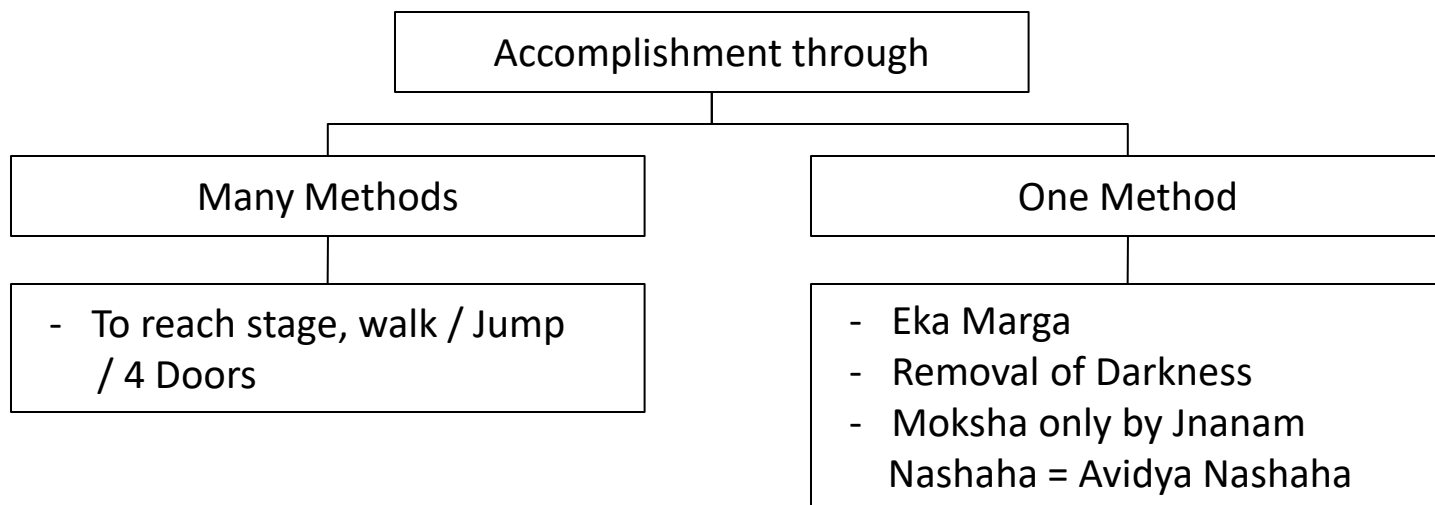 Accomplishment through
Many Methods
- To reach stage, walk / Jump
/ 4 Doors
One Method
- Eka Marga
- Removal of Darkness
- Moksha only by Jnanam
Nashaha = Avidya Nashaha